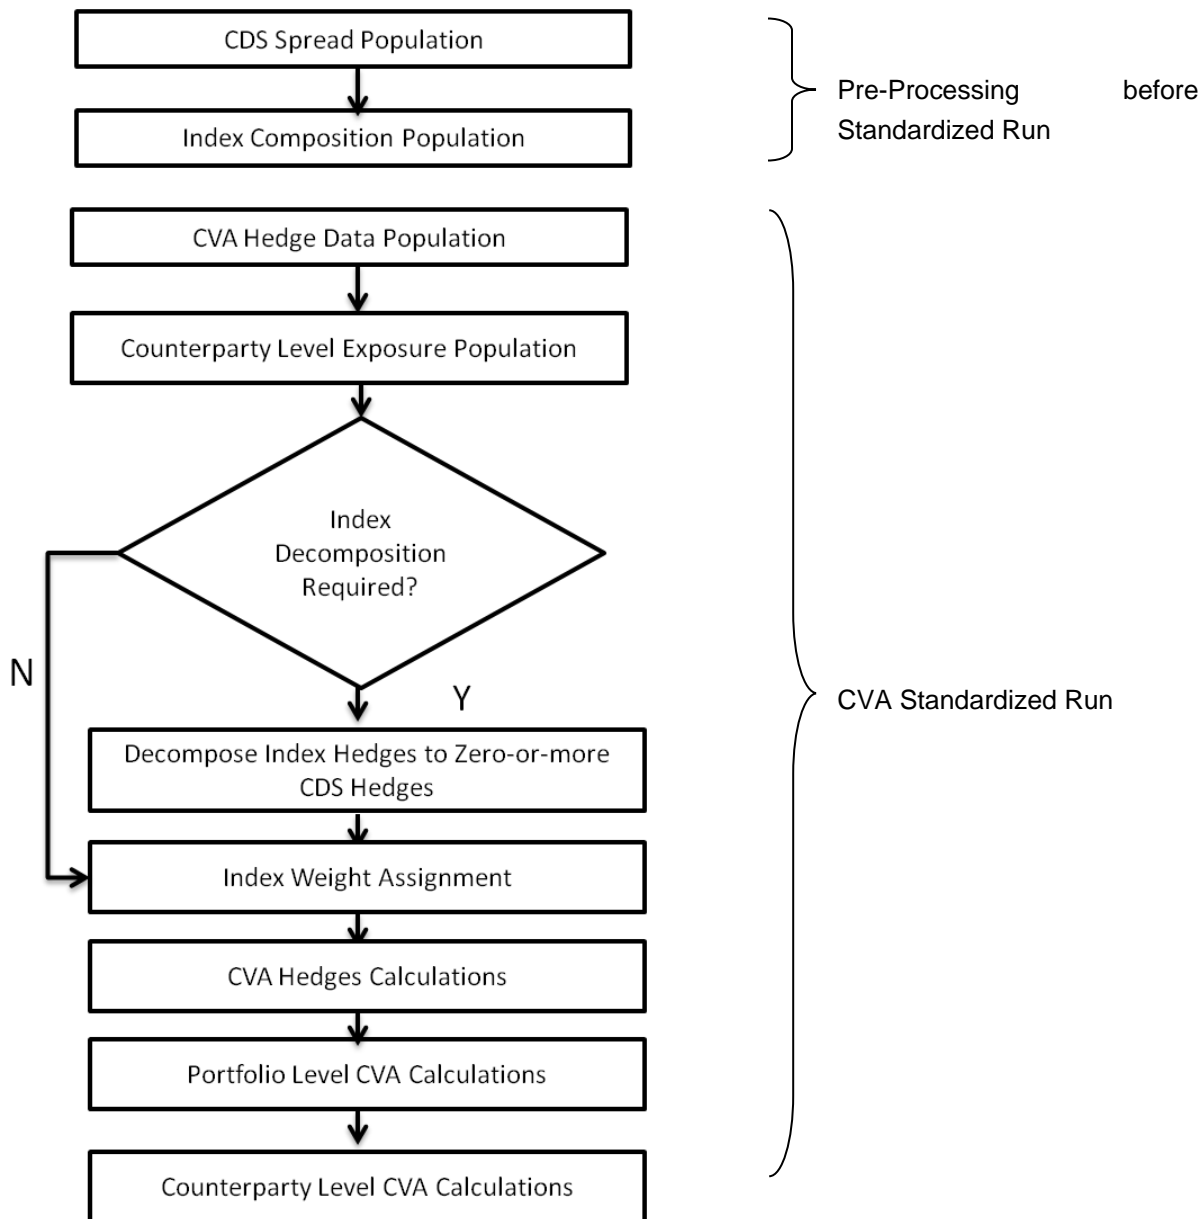 CDS Spread Population
Pre-Processing before
Standardized Run
Index Composition Population
CVA Hedge Data Population
Counterparty Level Exposure Population
Index
Decomposition
Required?
N
Y
CVA Standardized Run
Decompose Index Hedges to Zero-or-more
CDS Hedges
Index Weight Assignment
CVA Hedges Calculations
Portfolio Level CVA Calculations
Counterparty Level CVA Calculations